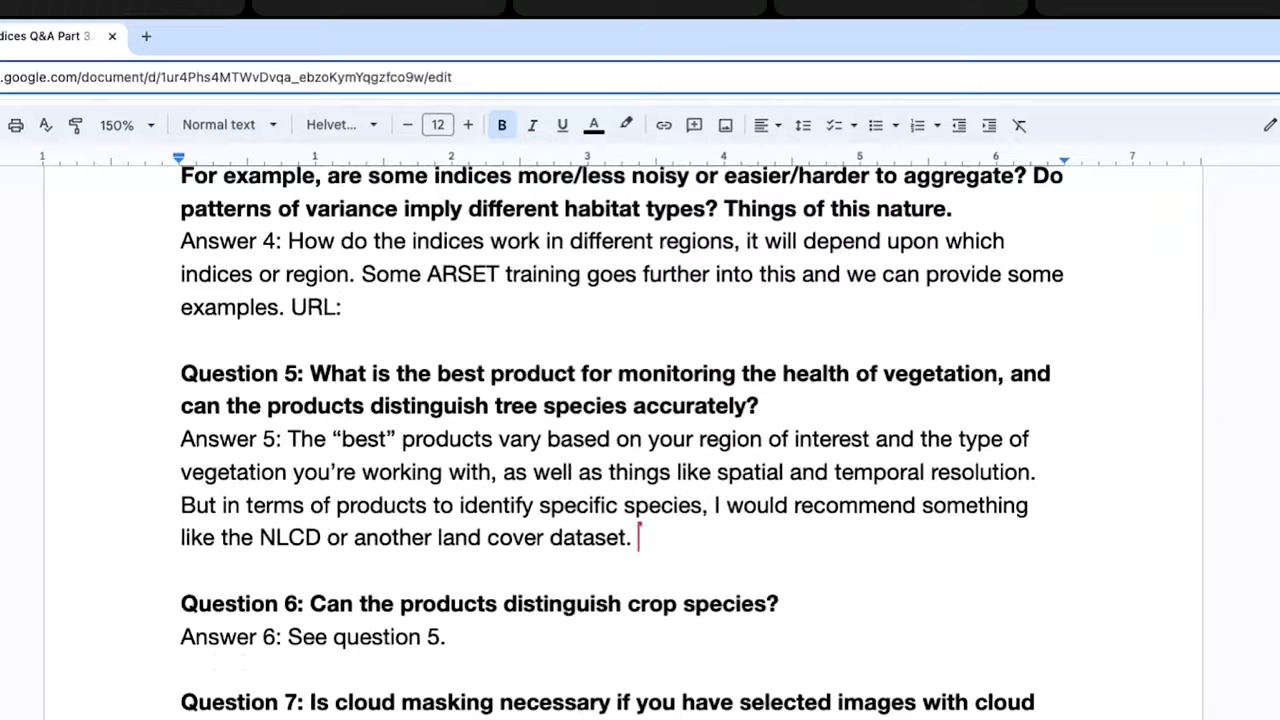 dices Q&A Part 3
.google.com/document/d/1ur4Phs4MTWvDvqa_ebzoKymYqgzfco9w/edit
150% Normal text Helvet... 12 B I U A
1 1 2 3 4 5 6 7
For example, are some indices more/less noisy or easier/harder to aggregate? Do
patterns of variance imply different habitat types? Things of this nature.
Answer 4: How do the indices work in different regions, it will depend upon which
indices or region. Some ARSET training goes further into this and we can provide some
examples. URL:
Question 5: What is the best product for monitoring the health of vegetation, and
can the products distinguish tree species accurately?
Answer 5: The “best” products vary based on your region of interest and the type of
vegetation you’re working with, as well as things like spatial and temporal resolution.
But in terms of products to identify specific species, I would recommend something
like the NLCD or another land cover dataset.
Question 6: Can the products distinguish crop species?
Answer 6: See question 5.
Question 7: Is cloud masking necessary if you have selected images with cloud